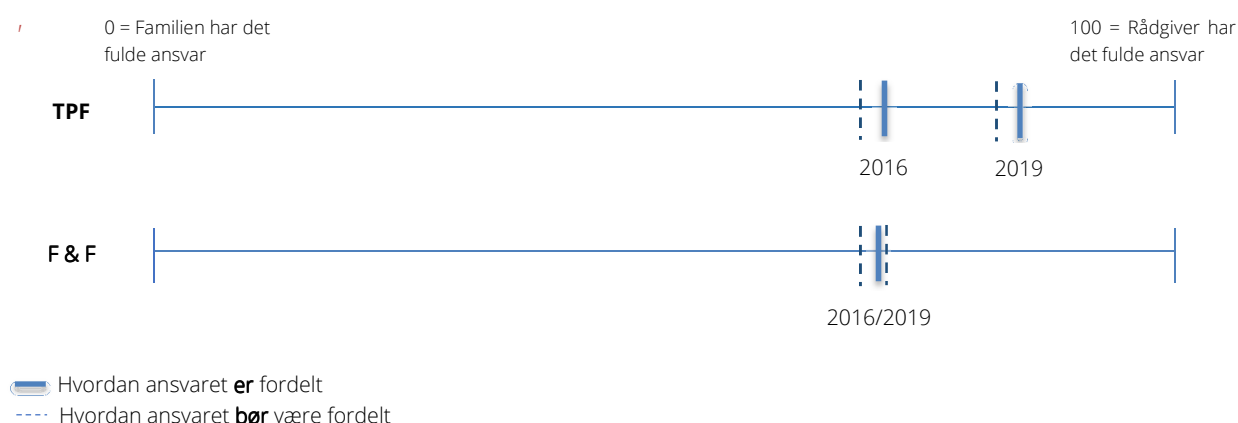 0 = Familien har det
fulde ansvar
100 = Rådgiver har
det fulde ansvar
TPF
2016
2019
F & F
2016/2019
Hvordan ansvaret er fordelt
Hvordan ansvaret bør være fordelt